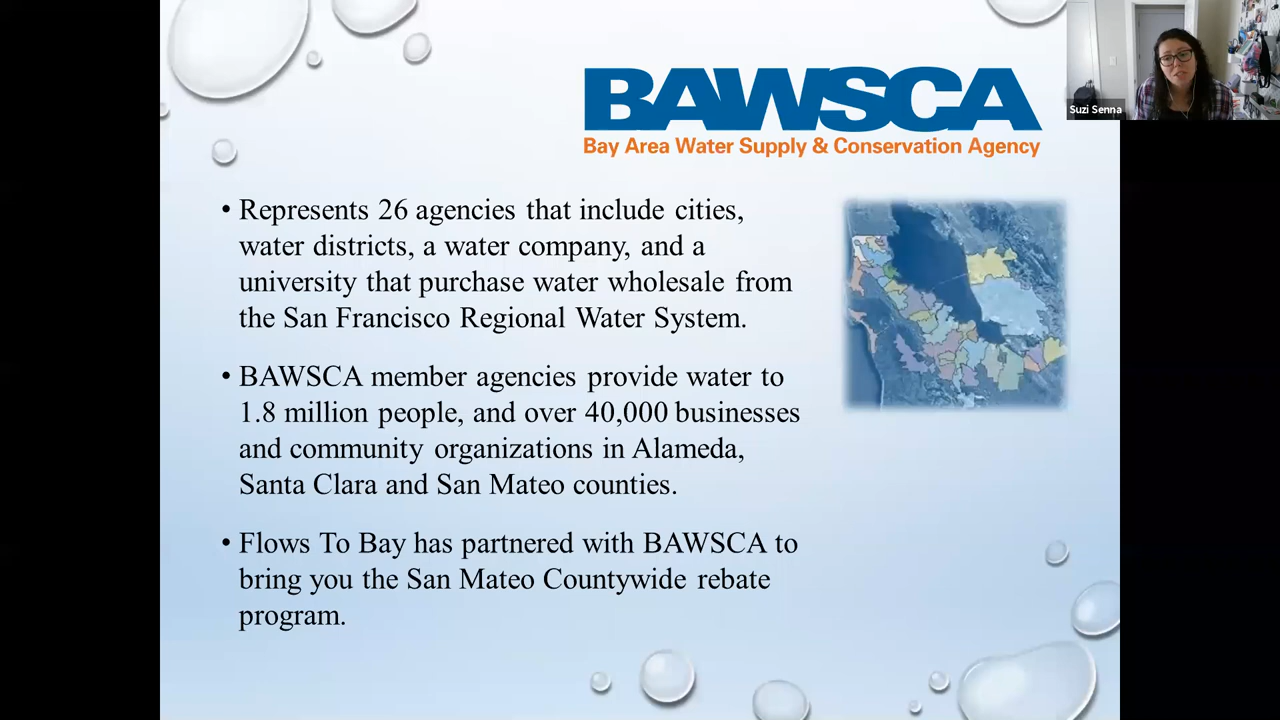 BAWSCA
Bay Area Water Supply & Conservation Agency
Suzi Senna
• Represents 26 agencies that include cities,
water districts, a water company, and a
university that purchase water wholesale from
the San Francisco Regional Water System.
• BAWSCA member agencies provide water to
1.8 million people, and over 40,000 businesses
and community organizations in Alameda,
Santa Clara and San Mateo counties.
• Flows To Bay has partnered with BAWSCA to
bring you the San Mateo Countywide rebate
program.